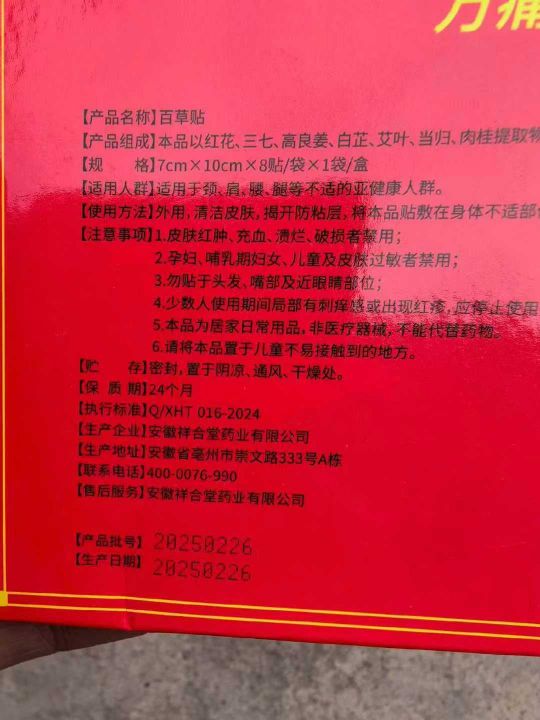 万痛
【产品名称】百草贴
【产品组成】本品以红花、三七、高良姜、白芷、艾叶、当归、肉桂提取物
【规　　格】7cm×10cm×8贴/袋×1袋/盒
【适用人群】适用于颈、肩、腰、腿等不适的亚健康人群。
【使用方法】外用，清洁皮肤，揭开防粘层，将本品贴敷在身体不适部位
【注意事项】1.皮肤红肿、充血、溃烂、破损者禁用；
2.孕妇、哺乳期妇女、儿童及皮肤过敏者禁用；
3.勿贴于头发、嘴部及近眼睛部位；
4.少数人使用期间局部有刺痒感或出现红疹，应停止使用
5.本品为居家日常用品，非医疗器械，不能代替药物。
6.请将本品置于儿童不易接触到的地方。
【贮　　存】密封，置于阴凉、通风、干燥处。
【保 质 期】24个月
【执行标准】Q/XHT 016-2024
【生产企业】安徽祥合堂药业有限公司
【生产地址】安徽省亳州市崇文路333号A栋
【联系电话】400-0076-990
【售后服务】安徽祥合堂药业有限公司
【产品批号】20250226
【生产日期】20250226